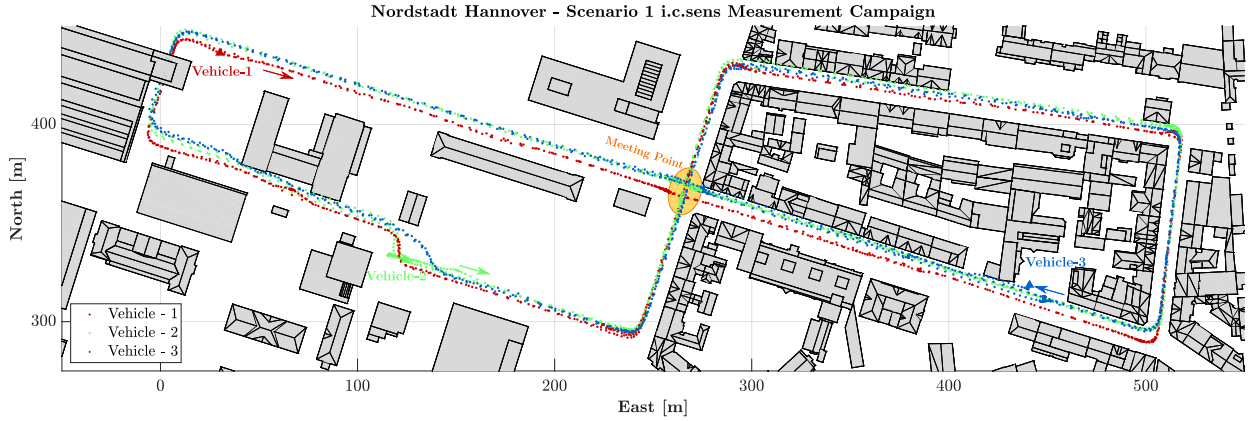 Nordstadt Hannover - Scenario 1 i.c.sens Measurement Campaign
Vehicle-1
400
Meeting Point
North [m]
Vehicle-2
Vehicle-3
300
Vehicle - 1
Vehicle - 2
Vehicle - 3
0 100 200 300 400 500
East [m]